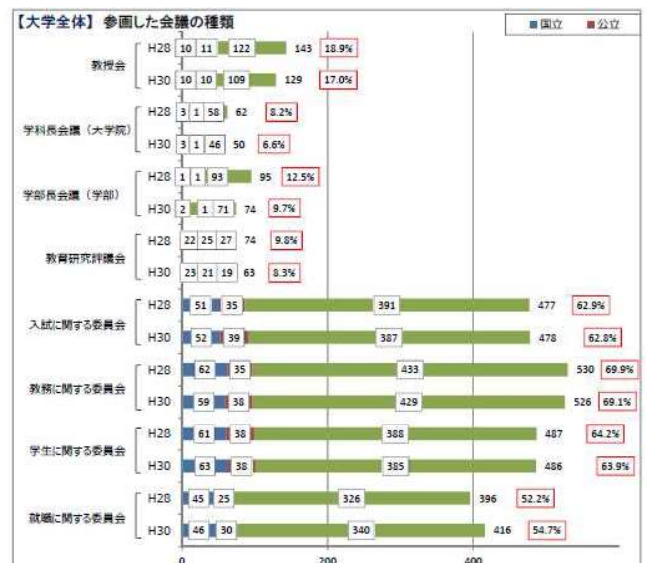 【大学全体】 参画した会議の種類
■国立 ■公立
教授会
H28 10 11 122 143 18.9%
H30 10 10 109 129 17.0%
学科長会議（大学院）
H28 3 1 58 62 8.2%
H30 3 1 46 50 6.6%
学部長会議（学部）
H28 1 1 93 95 12.5%
H30 2 1 71 74 9.7%
教育研究評議会
H28 22 25 27 74 9.8%
H30 23 21 19 63 8.3%
入試に関する委員会
H28 51 35 391 477 62.9%
H30 52 39 387 478 62.8%
教務に関する委員会
H28 62 35 433 530 69.9%
H30 59 38 429 526 69.1%
学生に関する委員会
H28 61 38 388 487 64.2%
H30 63 38 385 486 63.9%
就職に関する委員会
H28 45 25 326 396 52.2%
H30 46 30 340 416 54.7%
0 200 400